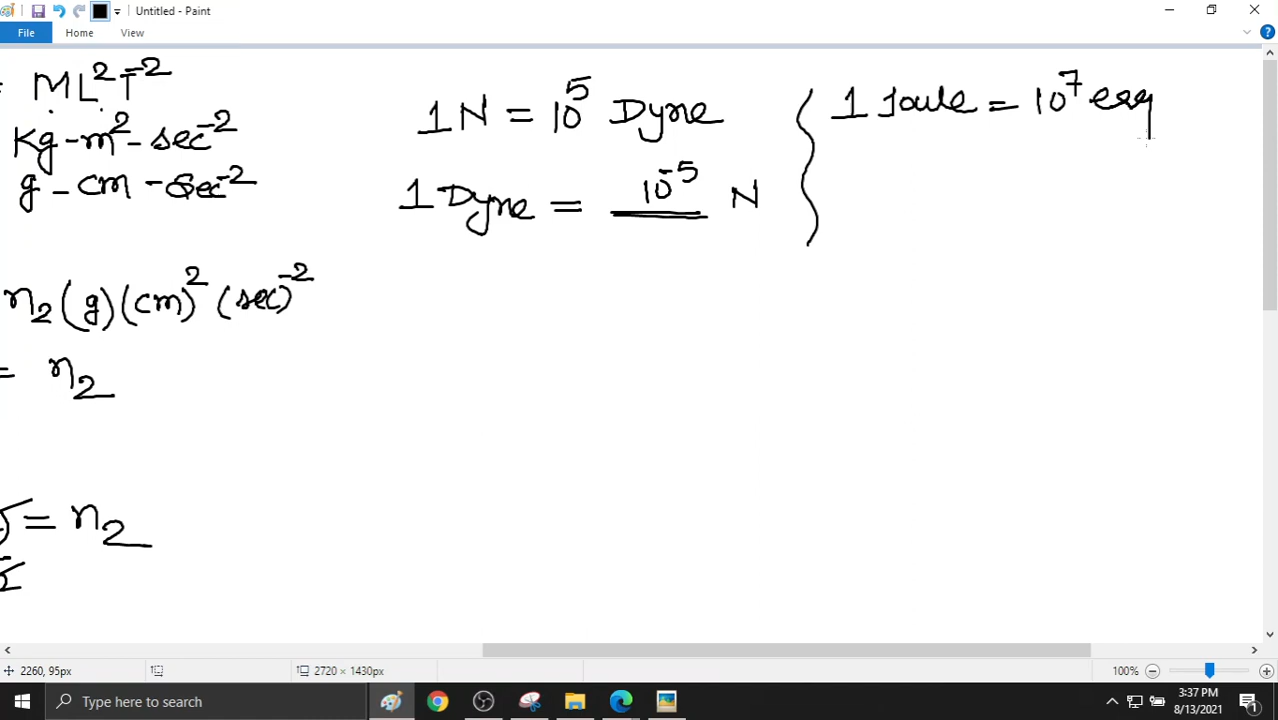 Untitled - Paint
File Home View
= ML²T⁻²
Kg-m²-sec⁻²
g-cm-sec⁻²
n₂(g)(cm)²(sec)⁻²
= n₂
= n₂
1 N = 10⁵ Dyne
1 Dyne = 10⁻⁵ N
1 Joule = 10⁷ erg
2260, 95px
2720 × 1430px
100%
Type here to search
3:37 PM
8/13/2021